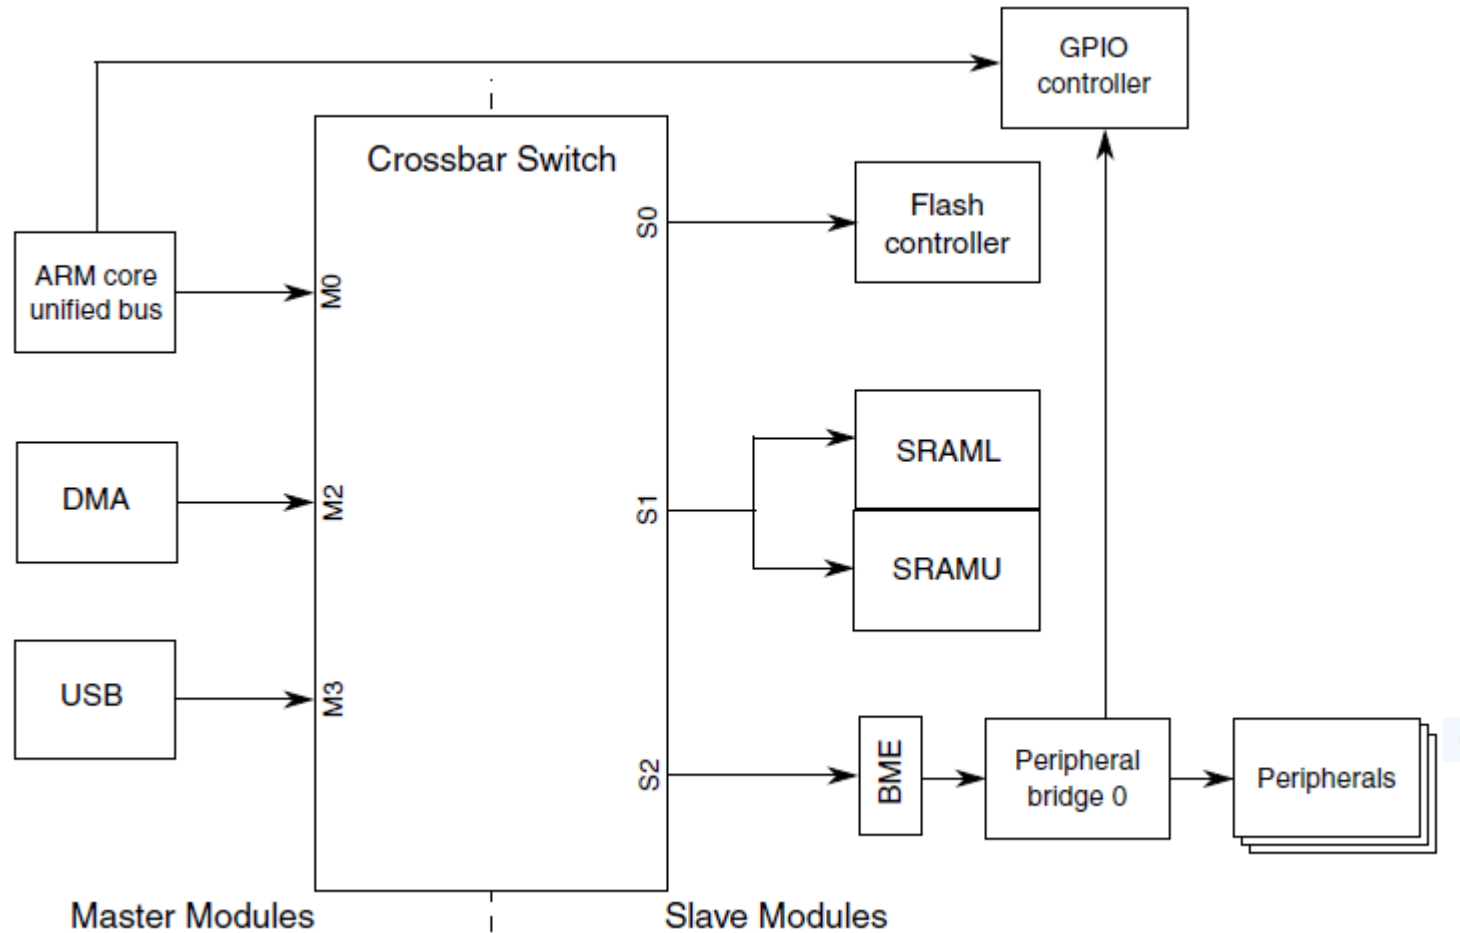 GPIO
controller
Crossbar Switch
Flash
controller
S0
ARM core
unified bus
M0
SRAML
DMA
M2
S1
SRAMU
USB
M3
S2
BME
Peripheral
bridge 0
Peripherals
Master Modules
Slave Modules